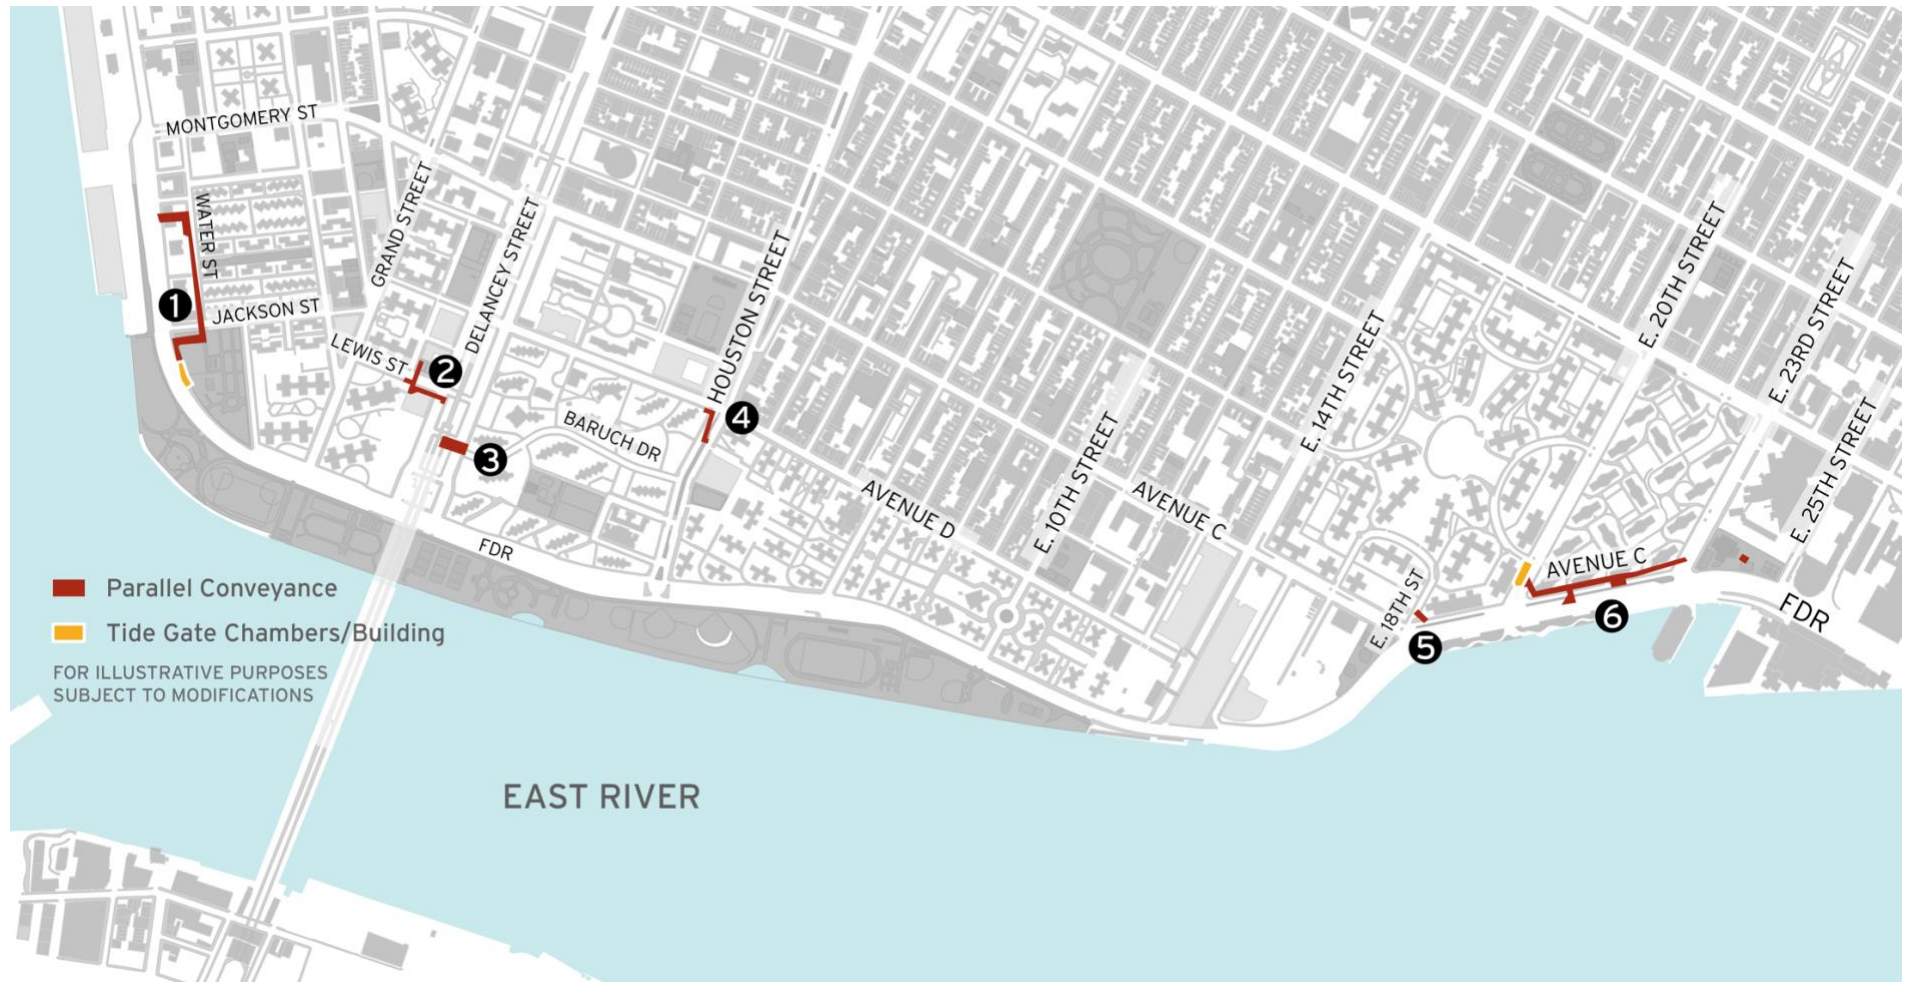 MONTGOMERY ST
WATER ST
GRAND STREET
DELANCEY STREET
HOUSTON STREET
1
JACKSON ST
LEWIS ST
2
BARUCH DR
3
4
AVENUE D
E. 10TH STREET
AVENUE C
E. 14TH STREET
E. 20TH STREET
E. 23RD STREET
E. 25TH STREET
FDR
E. 18TH ST
5
AVENUE C
6
FDR
Parallel Conveyance
Tide Gate Chambers/Building
FOR ILLUSTRATIVE PURPOSES
SUBJECT TO MODIFICATIONS
EAST RIVER